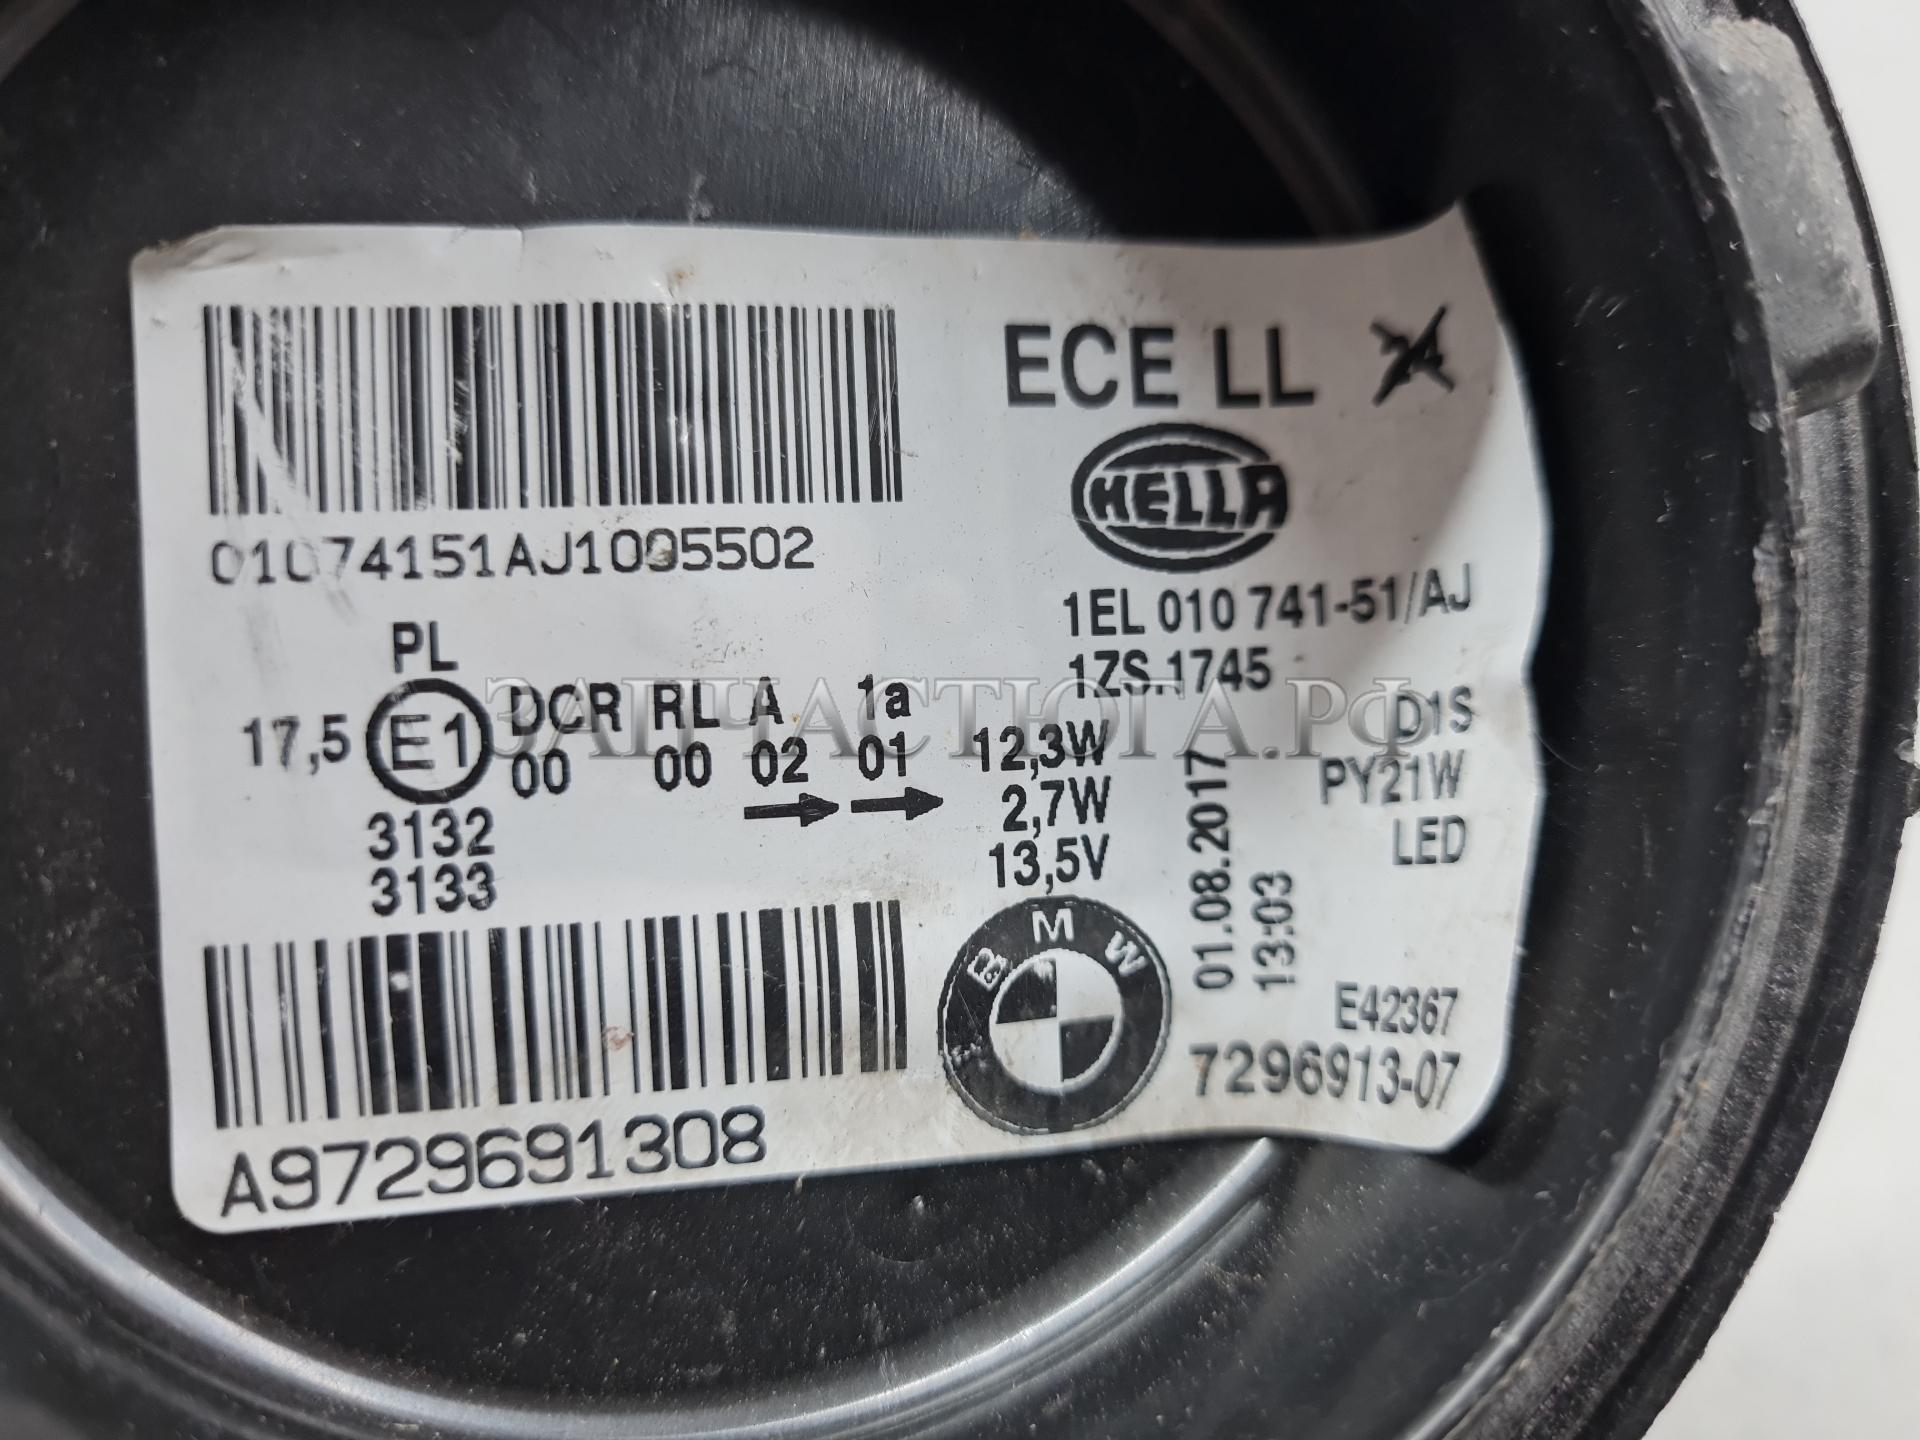 ECE LL 24
HELLA
01074151AJ1005502
1EL 010 741-51/AJ
1ZS.1745
PL
17,5 E1 DCR RL A 1a
00 00 02 01
3132
3133
12,3W
2,7W
13,5V
D1S
PY21W
LED
01.08.2017
13:03
BMW
E42367
7296913-07
A9729691308
ЗАПЧАСТЮГА.РФ